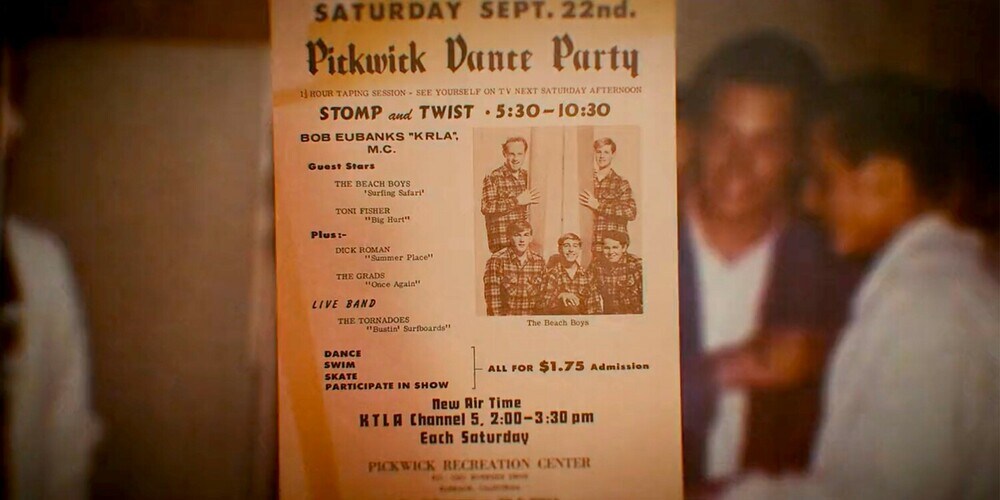 SATURDAY SEPT. 22nd.
Pickwick Dance Party
1½ HOUR TAPING SESSION - SEE YOURSELF ON TV NEXT SATURDAY AFTERNOON
STOMP and TWIST • 5:30-10:30
BOB EUBANKS "KRLA",
M.C.
Guest Stars
THE BEACH BOYS
'Surfing Safari'
TONI FISHER
"Big Hurt"
Plus:-
DICK ROMAN
"Summer Place"
THE GRADS
"Once Again"
LIVE BAND
THE TORNADOES
"Bustin' Surfboards"
The Beach Boys
DANCE
SWIM
SKATE
PARTICIPATE IN SHOW
ALL FOR $1.75 Admission
New Air Time
KTLA Channel 5, 2:00-3:30 pm
Each Saturday
PICKWICK RECREATION CENTER